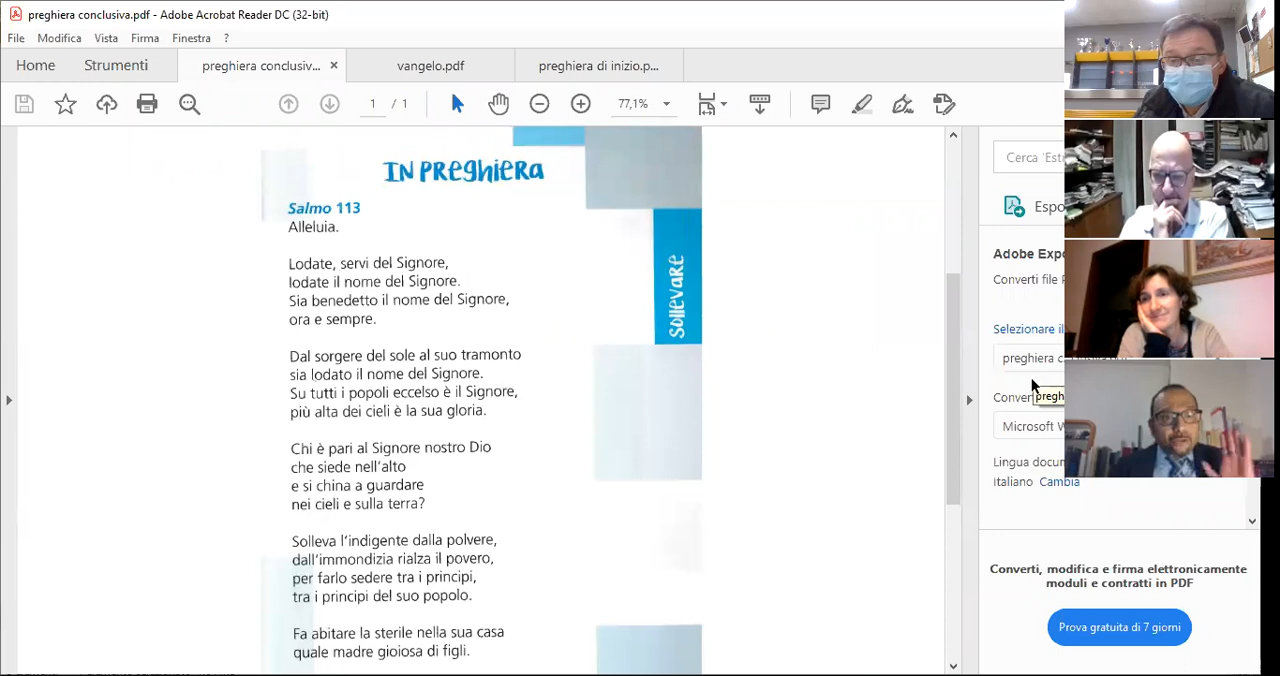 preghiera conclusiva.pdf - Adobe Acrobat Reader DC (32-bit)
File Modifica Vista Firma Finestra ?
Home Strumenti preghiera conclusiv... × vangelo.pdf preghiera di inizio.p...
1 / 1 77,1%
IN PREGHIERA
Salmo 113
Alleluia.
Lodate, servi del Signore,
lodate il nome del Signore.
Sia benedetto il nome del Signore,
ora e sempre.
Dal sorgere del sole al suo tramonto
sia lodato il nome del Signore.
Su tutti i popoli eccelso è il Signore,
più alta dei cieli è la sua gloria.
Chi è pari al Signore nostro Dio
che siede nell'alto
e si china a guardare
nei cieli e sulla terra?
Solleva l'indigente dalla polvere,
dall'immondizia rialza il povero,
per farlo sedere tra i principi,
tra i principi del suo popolo.
Fa abitare la sterile nella sua casa
quale madre gioiosa di figli.
SOLLEVARE
Cerca 'Est
Espo
Adobe Expo
Converti file P
Selezionare il
preghiera c
pregh
Conver
Microsoft W
Lingua docum
Italiano Cambia
Converti, modifica e firma elettronicamente
moduli e contratti in PDF
Prova gratuita di 7 giorni